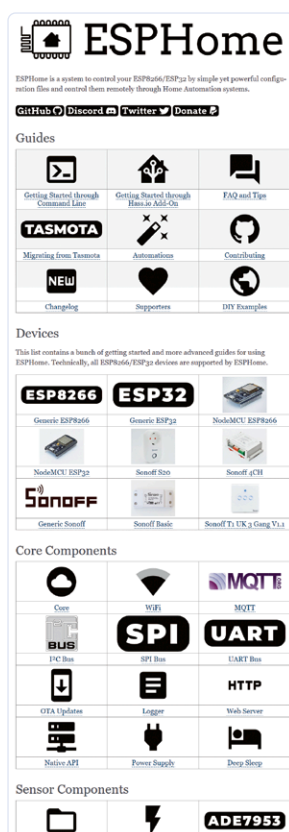 ESPHome
ESPHome is a system to control your ESP8266/ESP32 by simple yet powerful configu-
ration files and control them remotely through Home Automation systems.
GitHub Discord Twitter Donate
Guides
Getting Started through
Command Line
Getting Started through
Hass.io Add-On
FAQ and Tips
TASMOTA
Migrating from Tasmota
Automations
Contributing
NEW
Changelog
Supporters
DIY Examples
Devices
This list contains a bunch of getting started and more advanced guides for using
ESPHome. Technically, all ESP8266/ESP32 devices are supported by ESPHome.
ESP8266
ESP32
Generic ESP8266
Generic ESP32
NodeMCU ESP8266
NodeMCU ESP32
Sonoff S20
Sonoff 4CH
SONOFF
Generic Sonoff
Sonoff Basic
Sonoff T1 UK 3 Gang V1.1
Core Components
MQTT
Core
WiFi
MQTT
I²C
BUS
SPI
UART
I²C Bus
SPI Bus
UART Bus
HTTP
OTA Updates
Logger
Web Server
Native API
Power Supply
Deep Sleep
Sensor Components
ADE7953